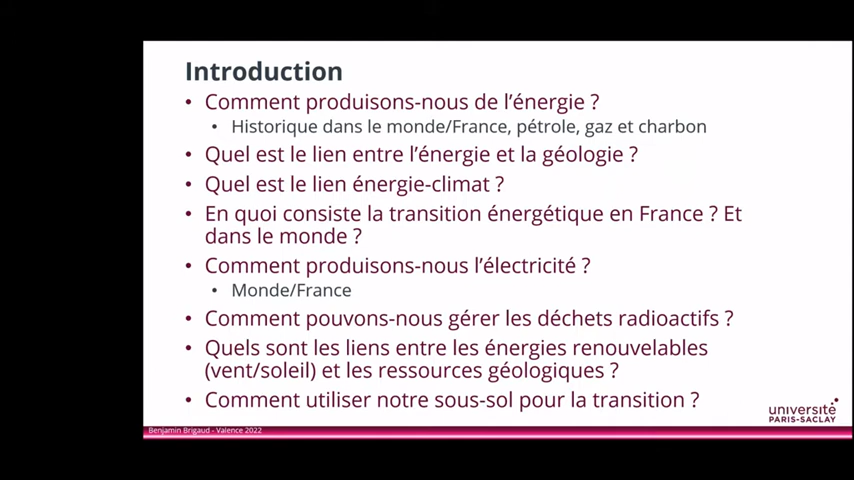 Introduction
• Comment produisons-nous de l'énergie ?
• Historique dans le monde/France, pétrole, gaz et charbon
• Quel est le lien entre l'énergie et la géologie ?
• Quel est le lien énergie-climat ?
• En quoi consiste la transition énergétique en France ? Et
dans le monde ?
• Comment produisons-nous l'électricité ?
• Monde/France
• Comment pouvons-nous gérer les déchets radioactifs ?
• Quels sont les liens entre les énergies renouvelables
(vent/soleil) et les ressources géologiques ?
• Comment utiliser notre sous-sol pour la transition ?
université
PARIS-SACLAY
Benjamin Brigaud - Valence 2022